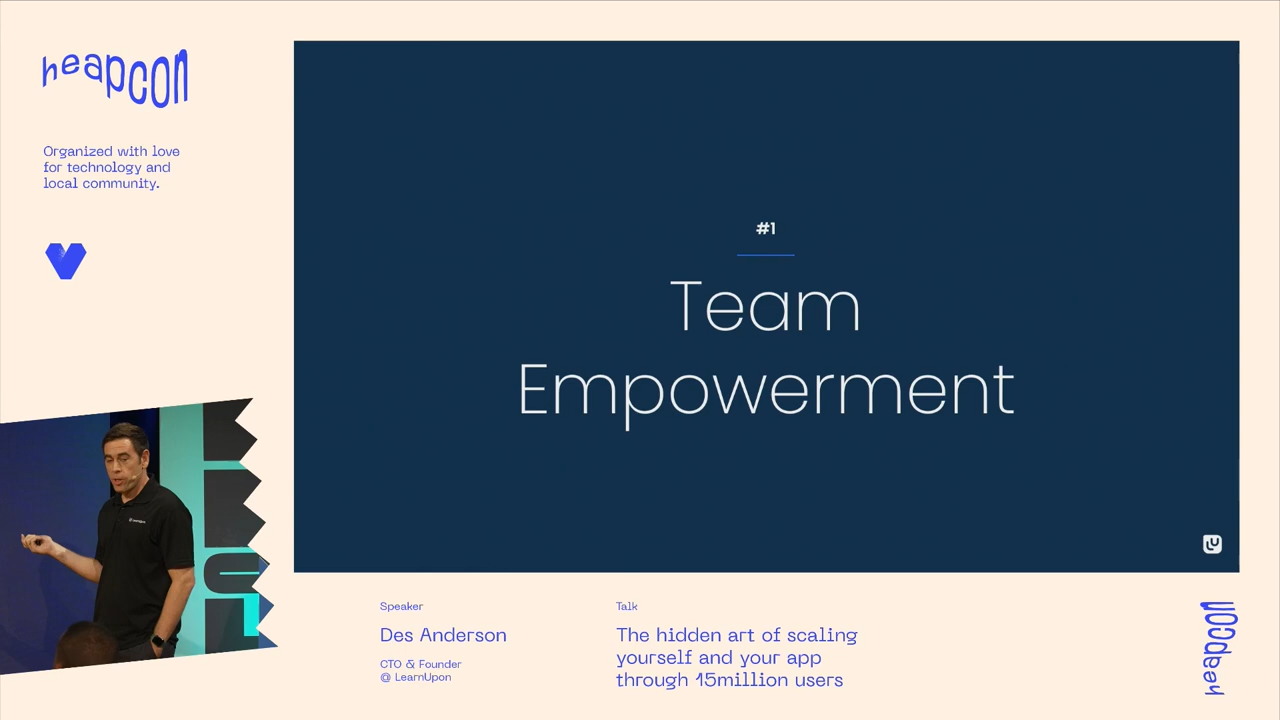 heapcon
Organized with love
for technology and
local community.
#1
Team
Empowerment
Speaker
Des Anderson
CTO & Founder
@ LearnUpon
Talk
The hidden art of scaling
yourself and your app
through 15million users
heapcon